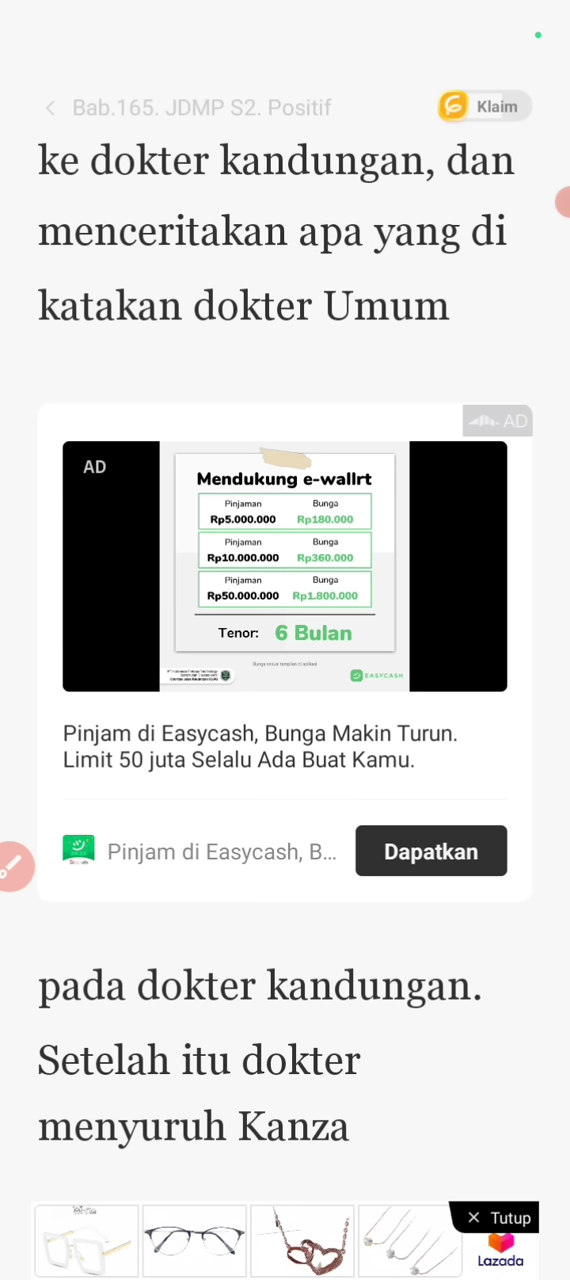 Bab.165. JDMP S2. Positif
Klaim
ke dokter kandungan, dan
menceritakan apa yang di
katakan dokter Umum
AD
AD
Mendukung e-wallrt
Pinjaman Bunga
Rp5.000.000 Rp180.000
Pinjaman Bunga
Rp10.000.000 Rp360.000
Pinjaman Bunga
Rp50.000.000 Rp1.800.000
Tenor: 6 Bulan
EASYCASH
Pinjam di Easycash, Bunga Makin Turun.
Limit 50 juta Selalu Ada Buat Kamu.
Pinjam di Easycash, B...
Dapatkan
pada dokter kandungan.
Setelah itu dokter
menyuruh Kanza
× Tutup
Lazada